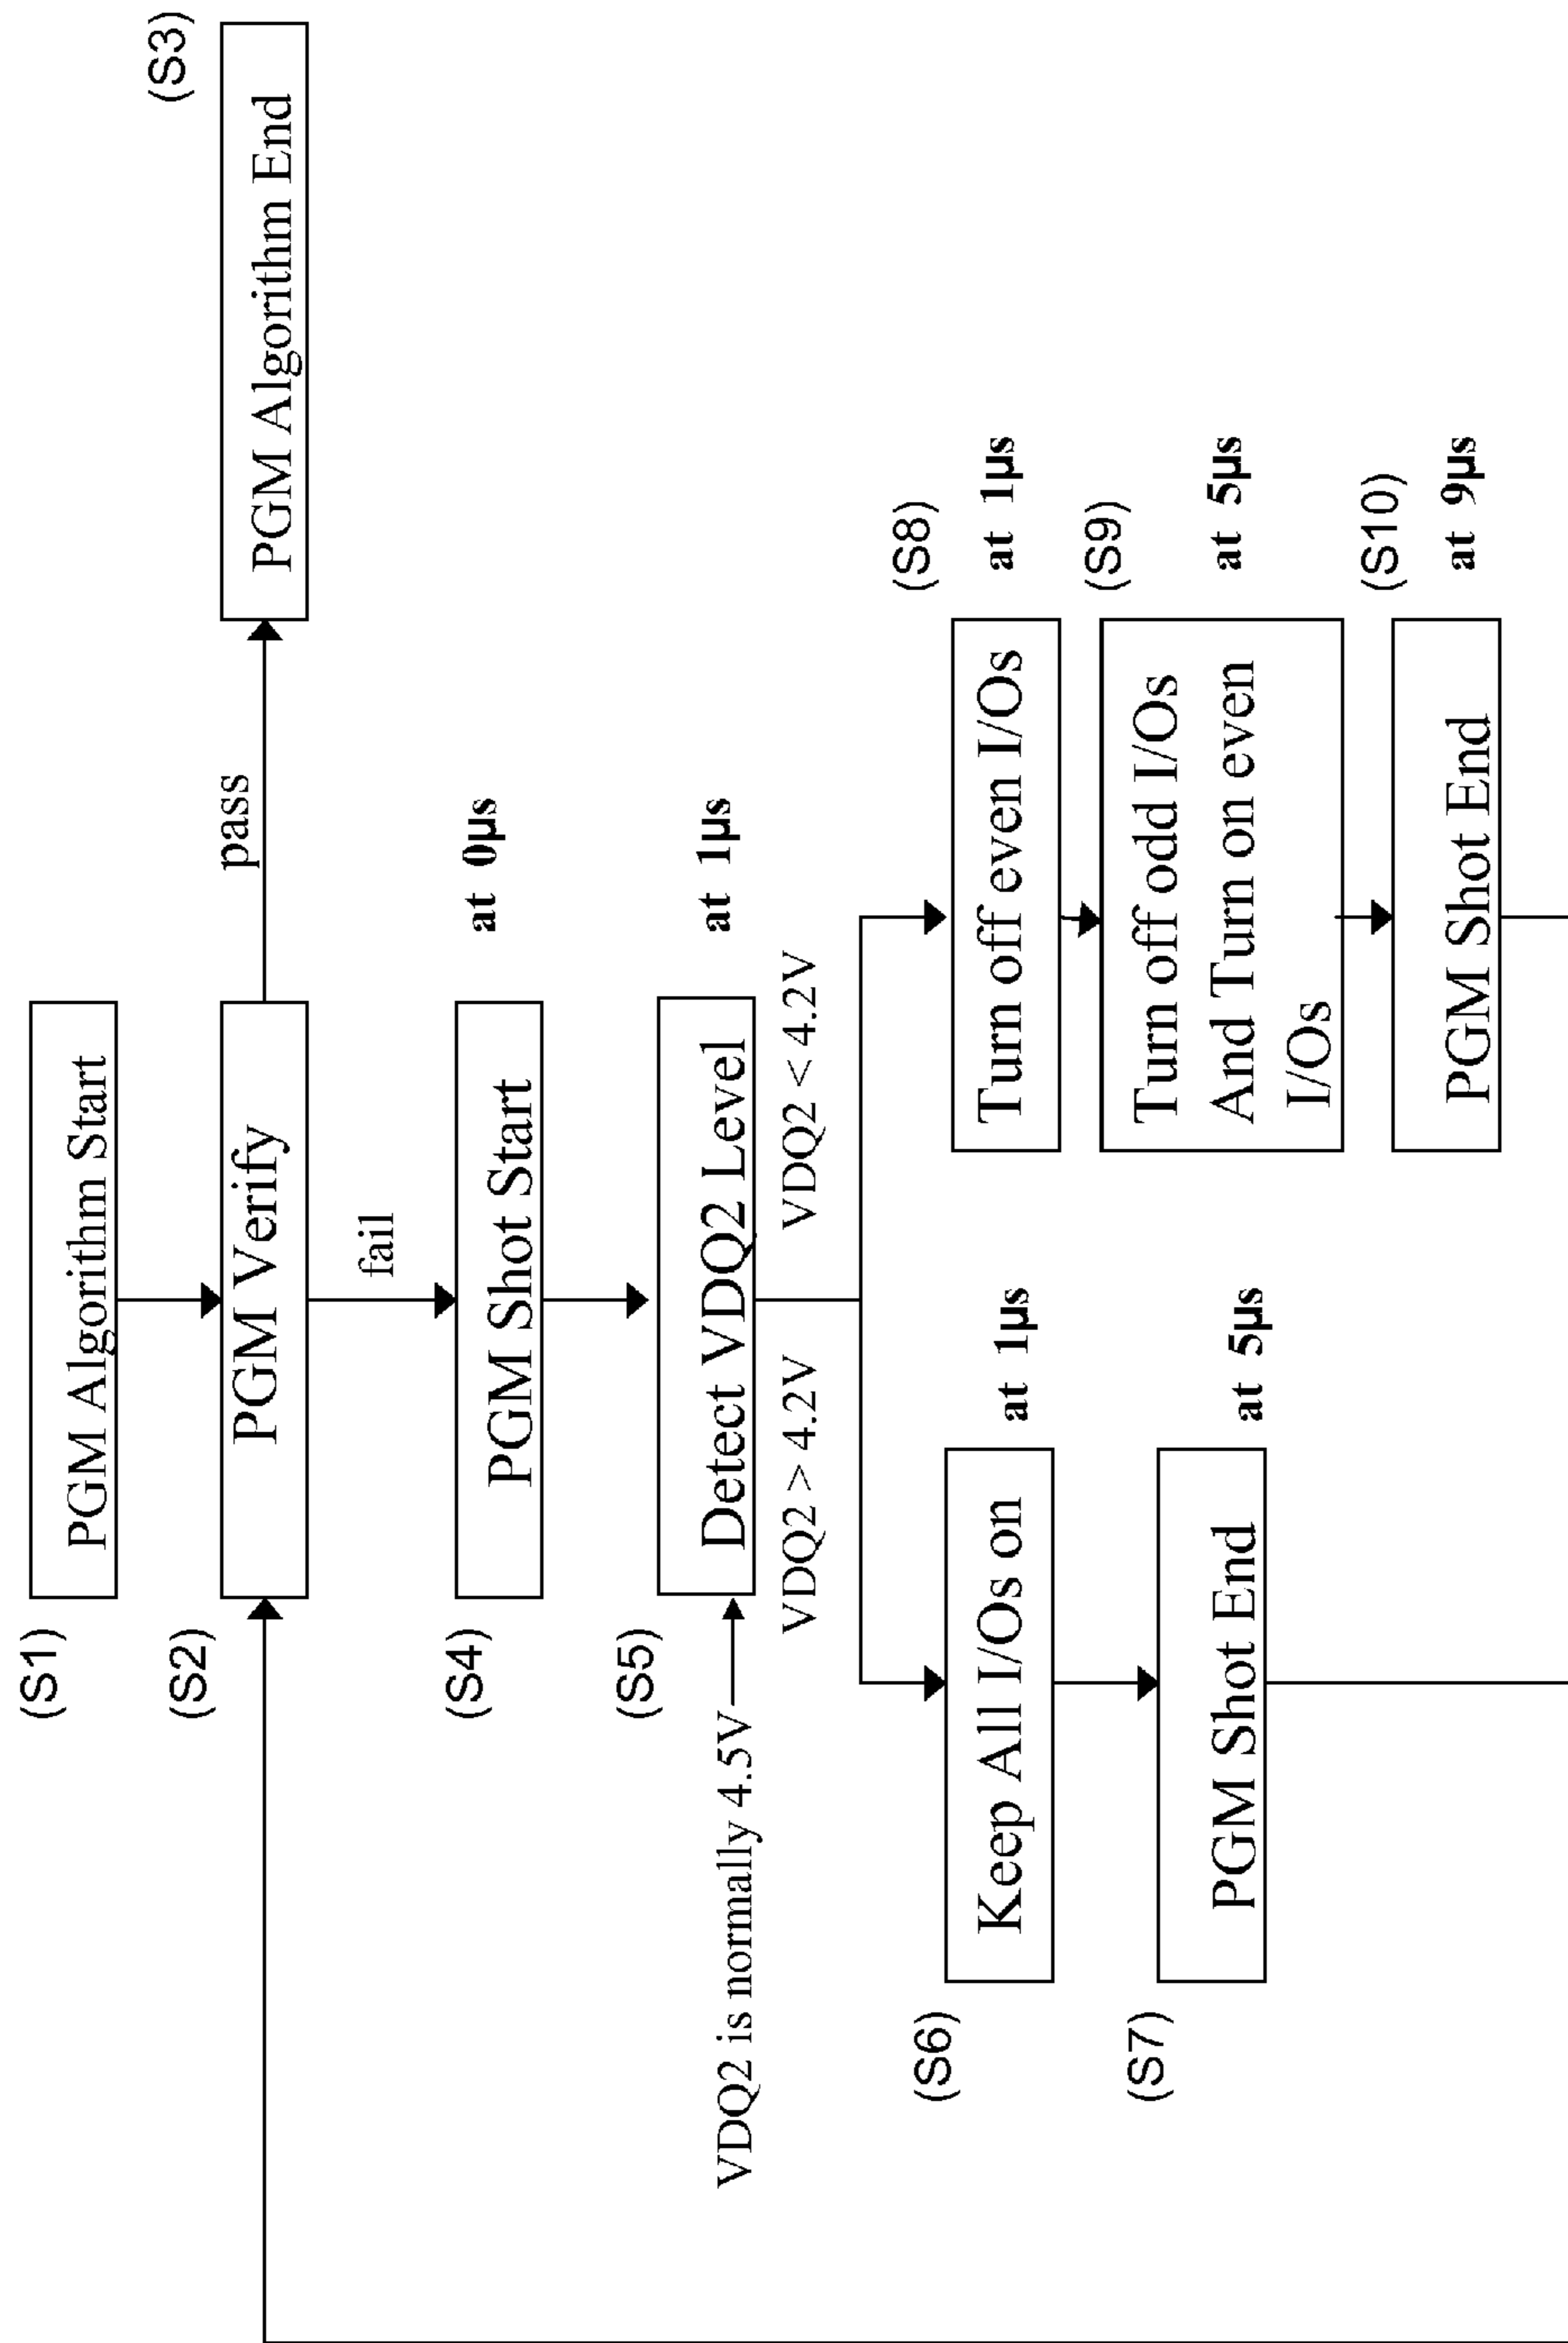 (S1)
PGM Algorithm Start
(S2)
PGM Verify
pass
(S3)
PGM Algorithm End
fail
(S4)
PGM Shot Start
at 0µs
(S5)
VDQ2 is normally 4.5V
Detect VDQ2 Level
at 1µs
VDQ2 > 4.2V
VDQ2 < 4.2V
(S6)
Keep All I/Os on
at 1µs
(S7)
PGM Shot End
at 5µs
(S8)
Turn off even I/Os
at 1µs
(S9)
Turn off odd I/Os
And Turn on even
I/Os
at 5µs
(S10)
PGM Shot End
at 9µs